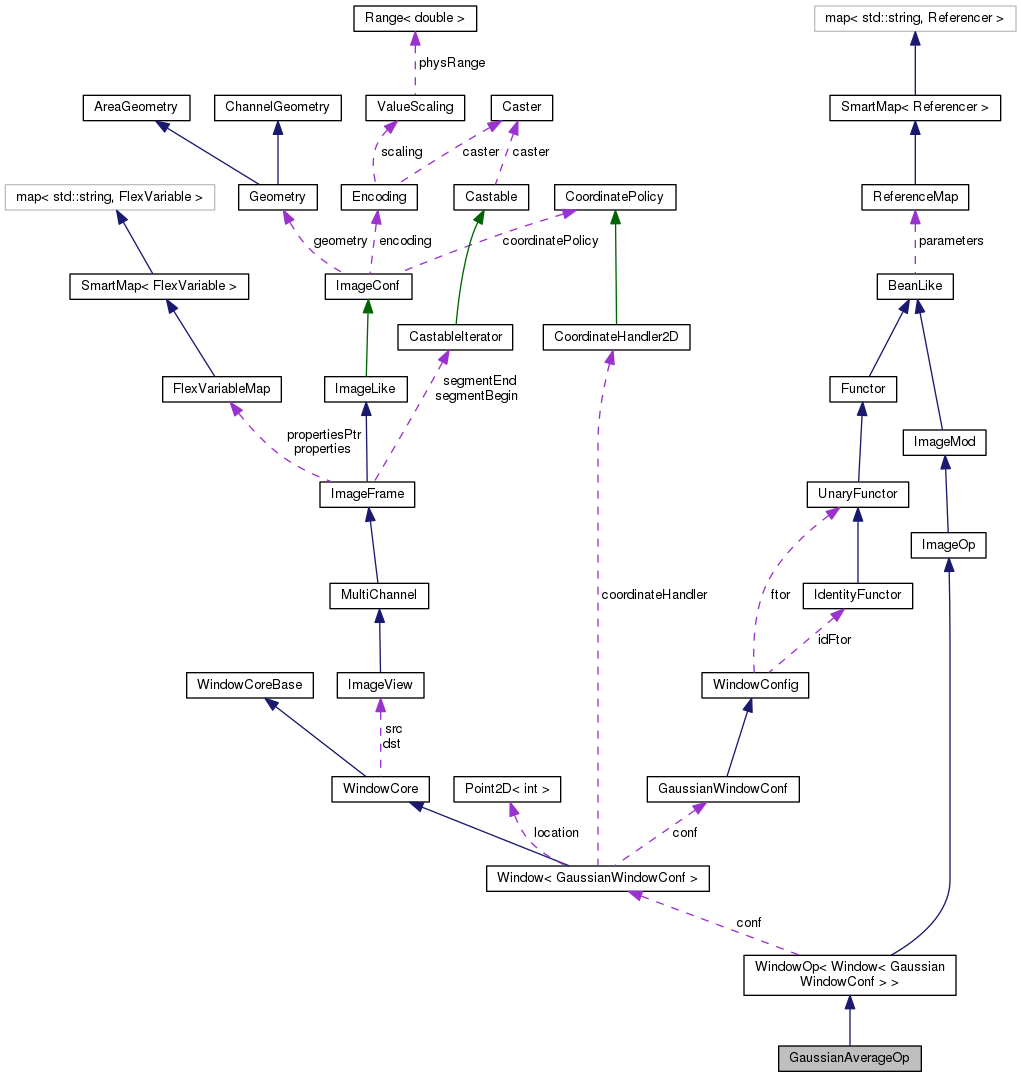 Range< double >
map< std::string, Referencer >
physRange
AreaGeometry
ChannelGeometry
ValueScaling
Caster
SmartMap< Referencer >
scaling
caster
caster
map< std::string, FlexVariable >
Geometry
Encoding
Castable
CoordinatePolicy
ReferenceMap
geometry
encoding
coordinatePolicy
parameters
SmartMap< FlexVariable >
ImageConf
BeanLike
CastableIterator
CoordinateHandler2D
FlexVariableMap
ImageLike
segmentEnd
segmentBegin
Functor
propertiesPtr
properties
ImageMod
ImageFrame
UnaryFunctor
ImageOp
MultiChannel
coordinateHandler
ftor
IdentityFunctor
idFtor
WindowCoreBase
ImageView
WindowConfig
src
dst
WindowCore
Point2D< int >
GaussianWindowConf
location
conf
Window< GaussianWindowConf >
conf
WindowOp< Window< Gaussian
WindowConf > >
GaussianAverageOp